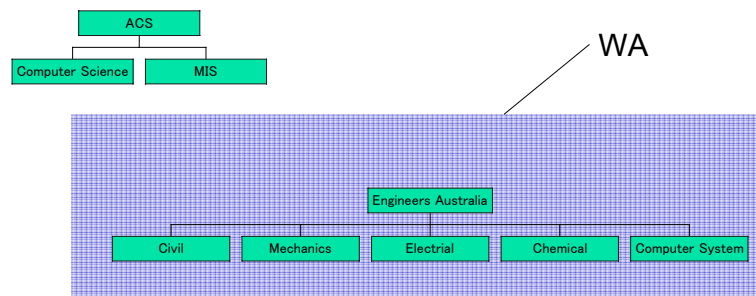 ACS
WA
Computer Science MIS
Engineers Australia
Civil Mechanics Electrial Chemical Computer System